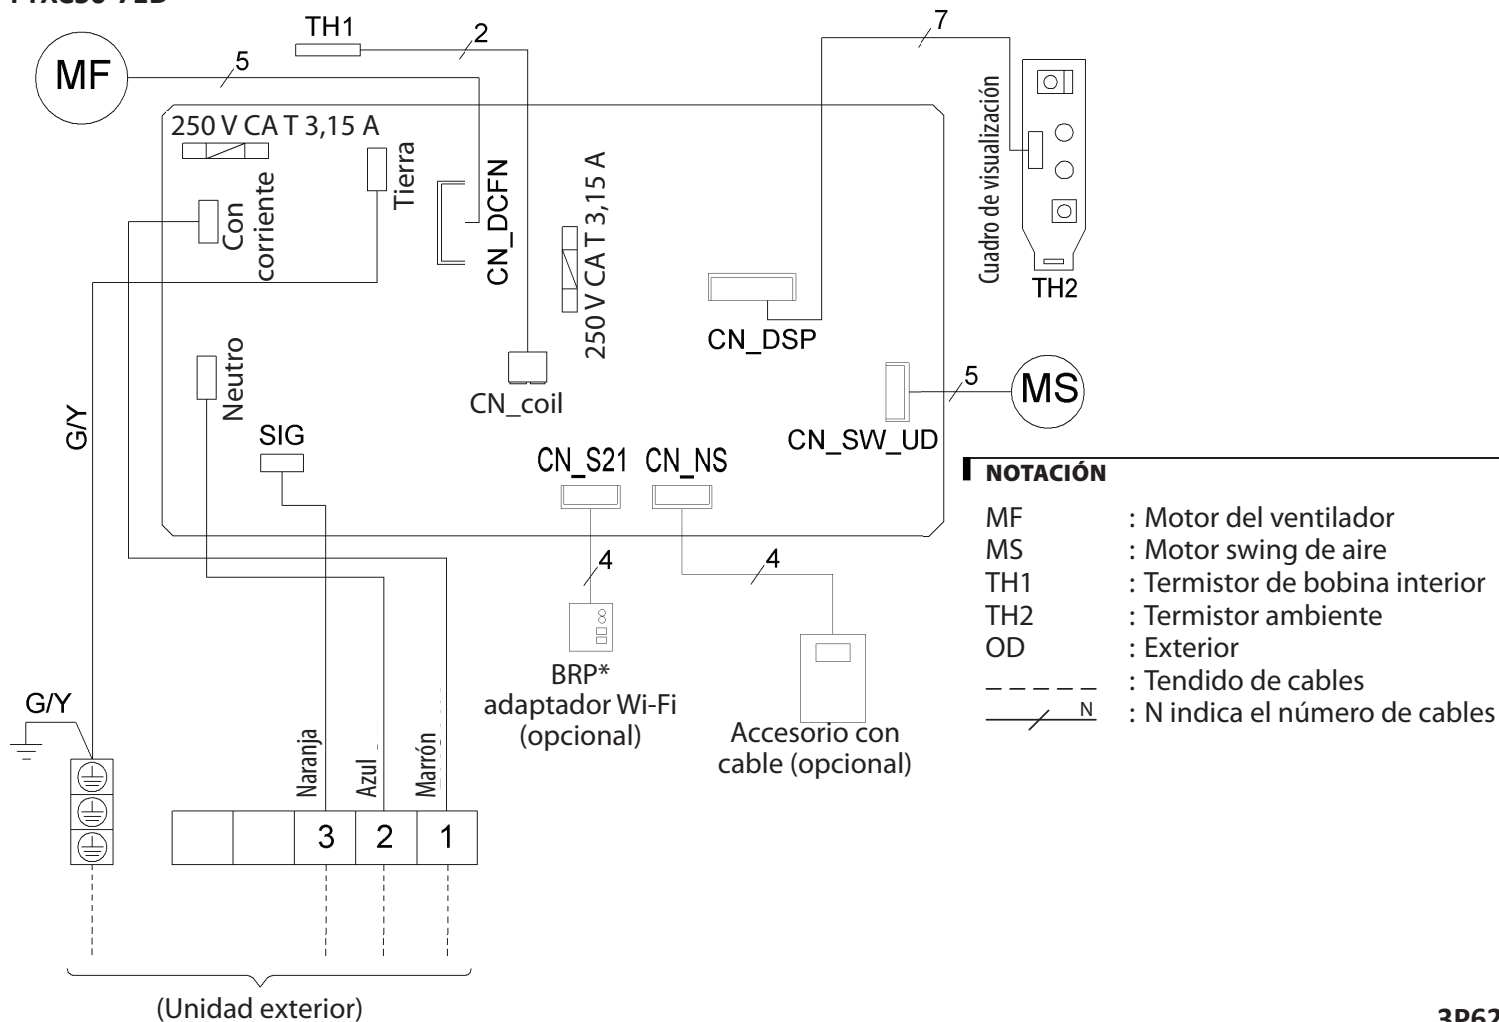 TH1
2
7
MF
5
250 V CA T 3,15 A
Tierra
Con
corriente
CN_DCFN
250 V CA T 3,15 A
Cuadro de visualización
TH2
CN_DSP
Neutro
CN_coil
G/Y
SIG
5
MS
CN_SW_UD
CN_S21
CN_NS
4
4
BRP*
adaptador Wi-Fi
(opcional)
Accesorio con
cable (opcional)
NOTACIÓN
MF : Motor del ventilador
MS : Motor swing de aire
TH1 : Termistor de bobina interior
TH2 : Termistor ambiente
OD : Exterior
: Tendido de cables
N : N indica el número de cables
G/Y
Naranja
Azul
Marrón
3
2
1
(Unidad exterior)
3P62